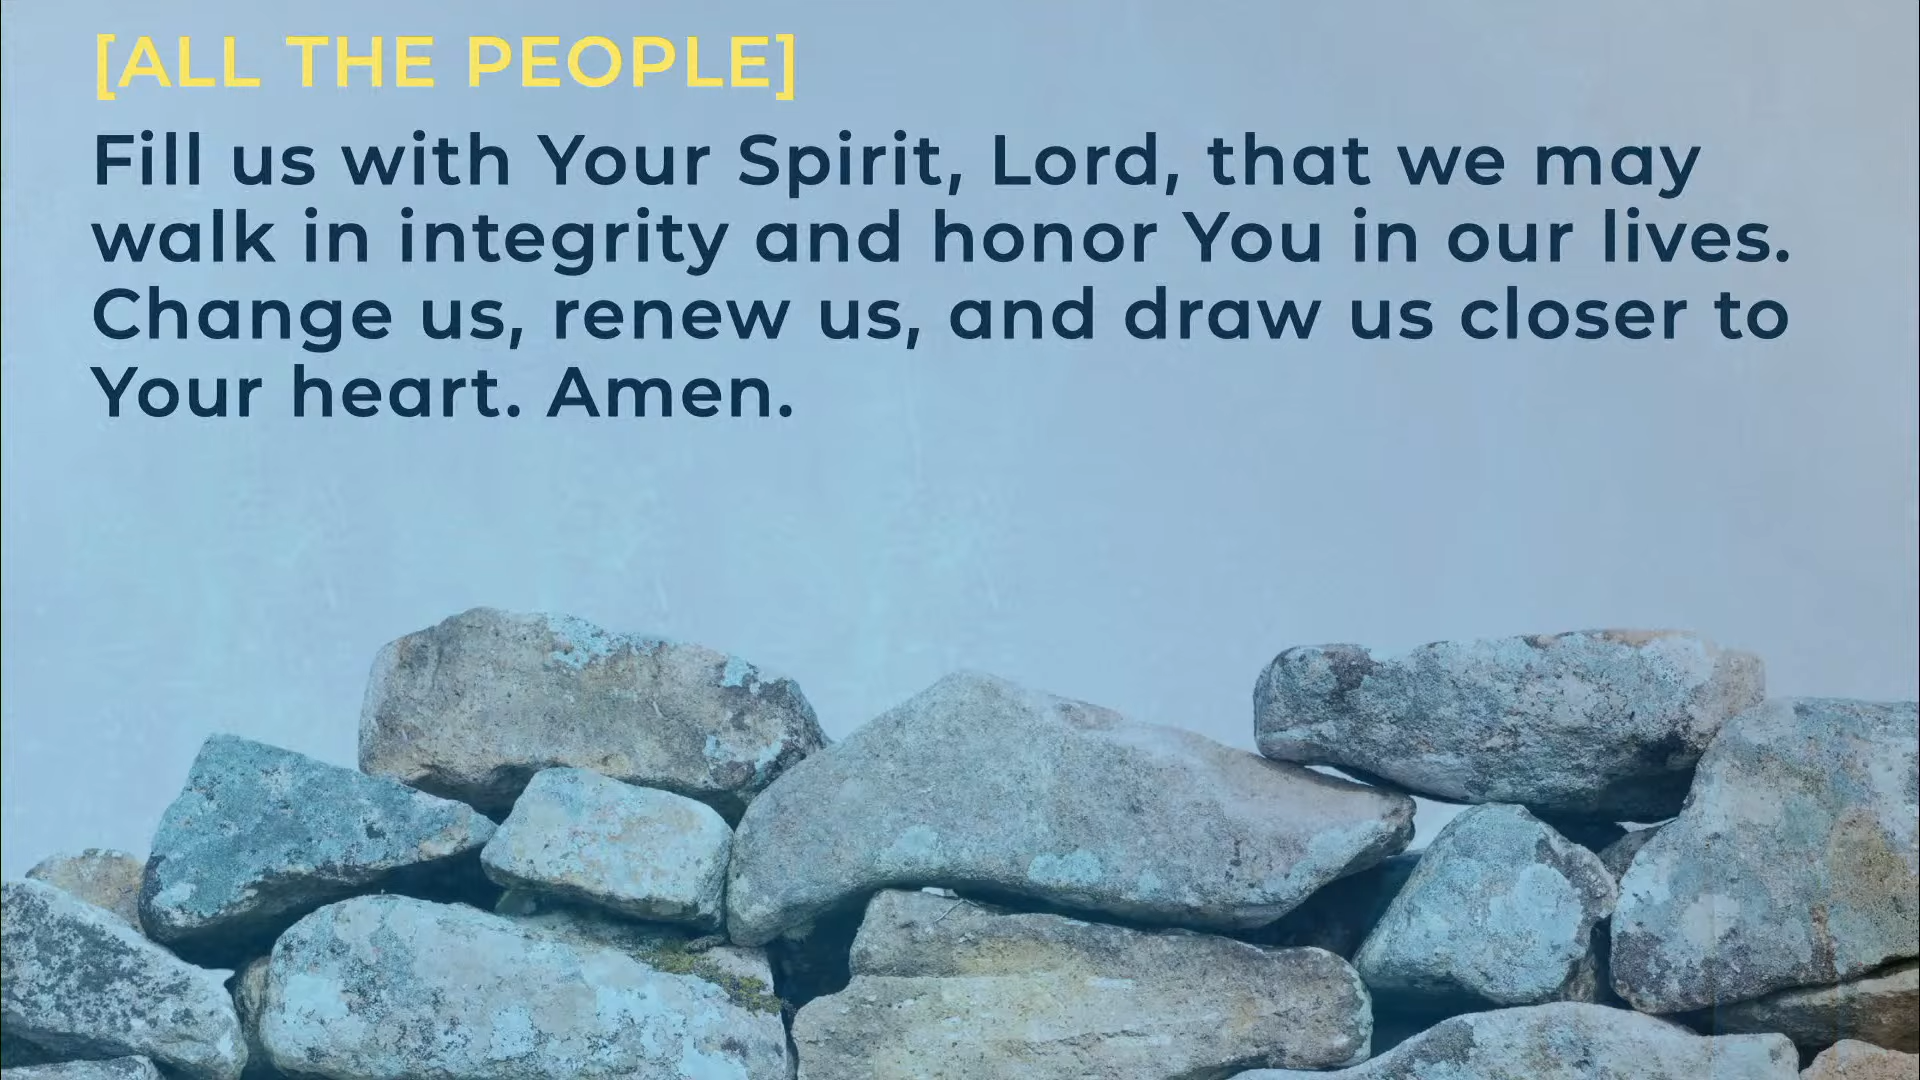 [ALL THE PEOPLE]
Fill us with Your Spirit, Lord, that we may
walk in integrity and honor You in our lives.
Change us, renew us, and draw us closer to
Your heart. Amen.